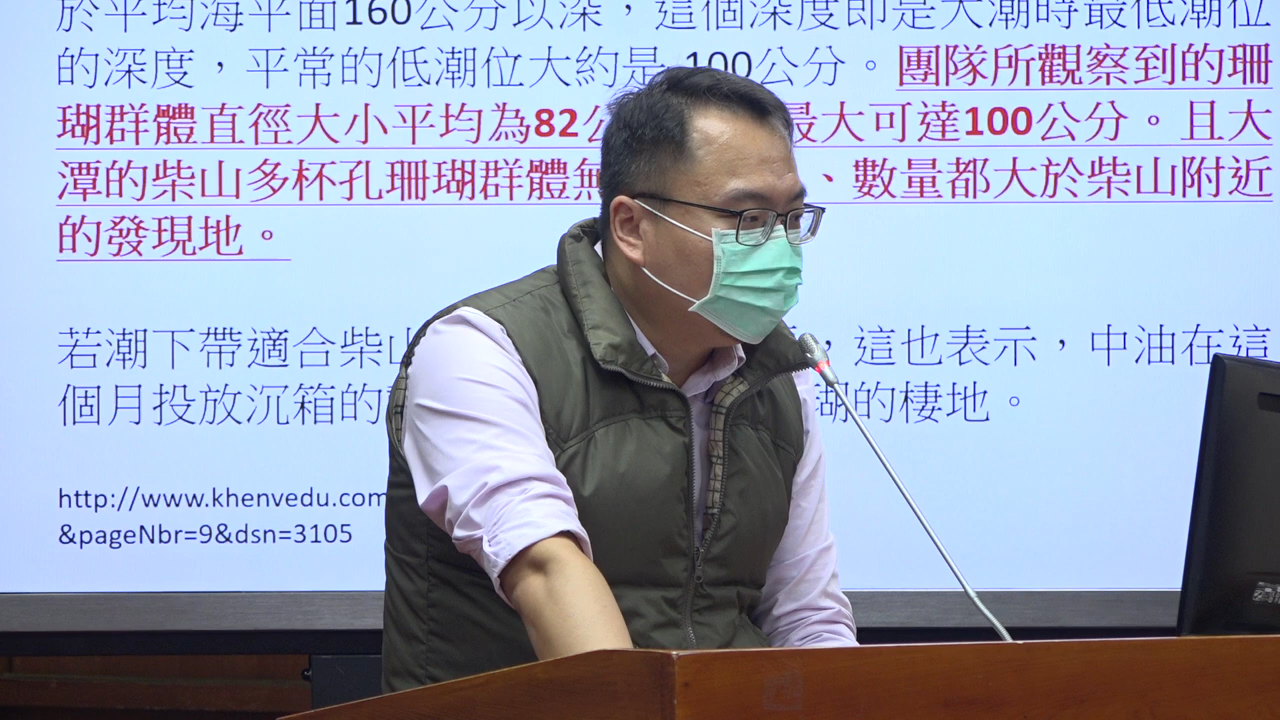 於平均海平面160公分以深，這個深度即是大潮時最低潮位
的深度，平常的低潮位大約是-100公分。團隊所觀察到的珊
瑚群體直徑大小平均為82公 最大可達100公分。且大
潭的柴山多杯孔珊瑚群體無 、數量都大於柴山附近
的發現地。
若潮下帶適合柴山 ，這也表示，中油在這
個月投放沉箱的 瑚的棲地。
http://www.khenvedu.com
&pageNbr=9&dsn=3105